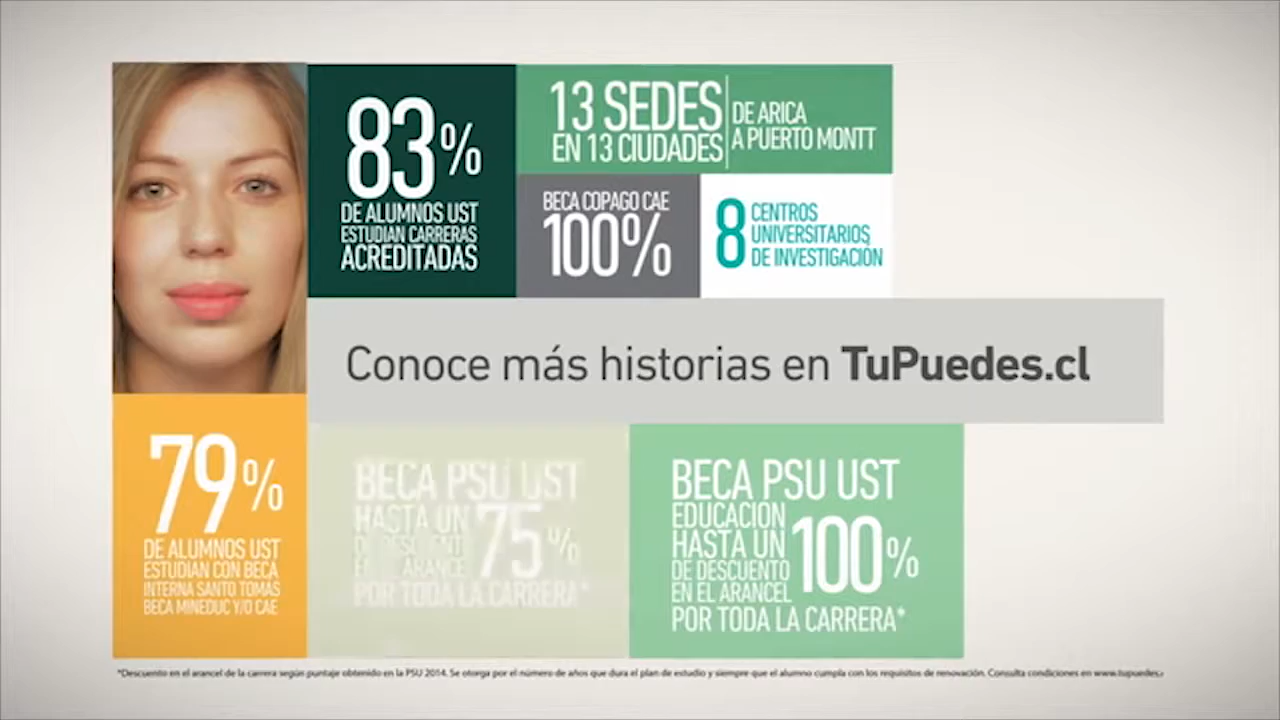 83%
DE ALUMNOS UST
ESTUDIAN CARRERAS
ACREDITADAS
13 SEDES
EN 13 CIUDADES
DE ARICA
A PUERTO MONTT
BECA COPAGO CAE
100%
8
CENTROS
UNIVERSITARIOS
DE INVESTIGACIÓN
Conoce más historias en TuPuedes.cl
79%
DE ALUMNOS UST
ESTUDIAN CON BECA
INTERNA SANTO TOMÁS
BECA MINEDUC Y/O CAE
BECA PSU UST
HASTA UN
75%
POR TODA LA CARRERA*
BECA PSU UST
EDUCACIÓN
HASTA UN
DE DESCUENTO
EN EL ARANCEL
100%
POR TODA LA CARRERA*
*Descuento en el arancel de la carrera según puntaje obtenido en la PSU 2014. Se otorga por el número de años que dura el plan de estudio y siempre que el alumno cumpla con los requisitos de renovación. Consulta condiciones en www.tupuedes.